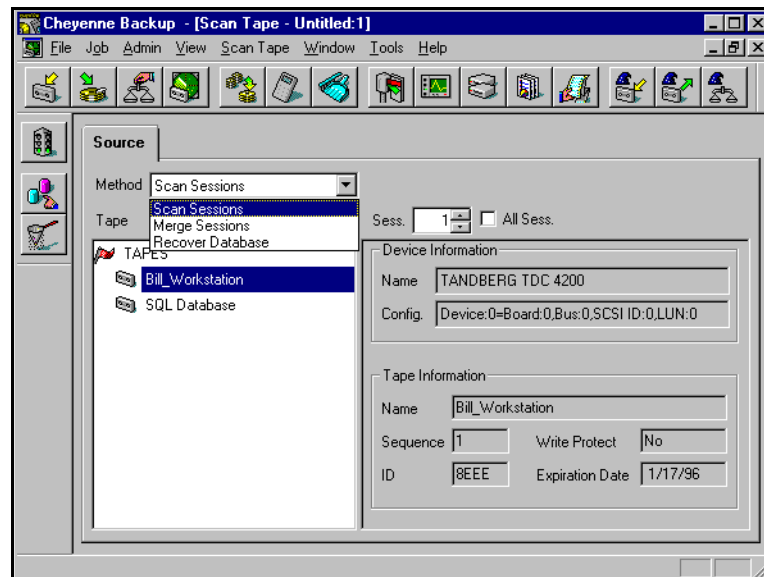 Cheyenne Backup - [Scan Tape - Untitled:1]
File Job Admin View Scan Tape Window Tools Help
Source
Method Scan Sessions
Scan Sessions
Merge Sessions
Recover Database
Tape
Sess. 1 All Sess.
TAPES
Bill_Workstation
SQL Database
Device Information
Name TANDBERG TDC 4200
Config. Device:0=Board:0,Bus:0,SCSI ID:0,LUN:0
Tape Information
Name Bill_Workstation
Sequence 1 Write Protect No
ID 8EEE Expiration Date 1/17/96